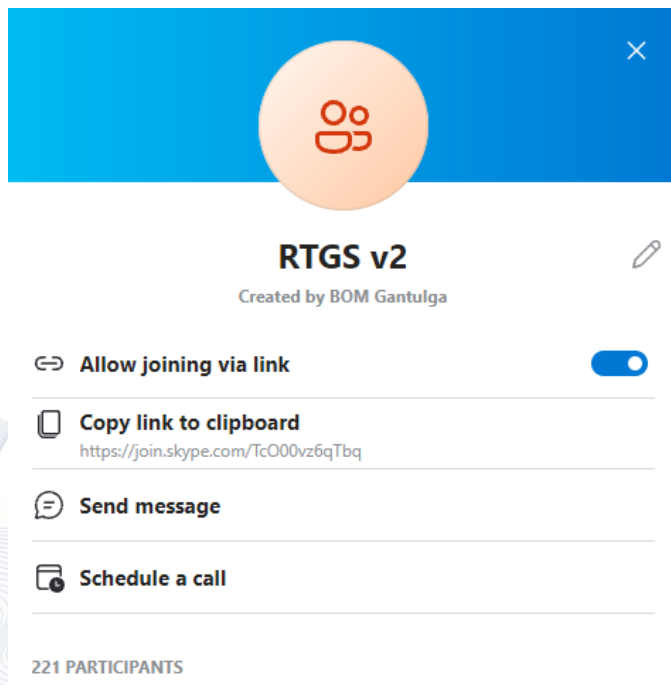 RTGS v2
Created by BOM Gantulga
Allow joining via link
Copy link to clipboard
https://join.skype.com/TcO00vz6qTbq
Send message
Schedule a call
221 PARTICIPANTS